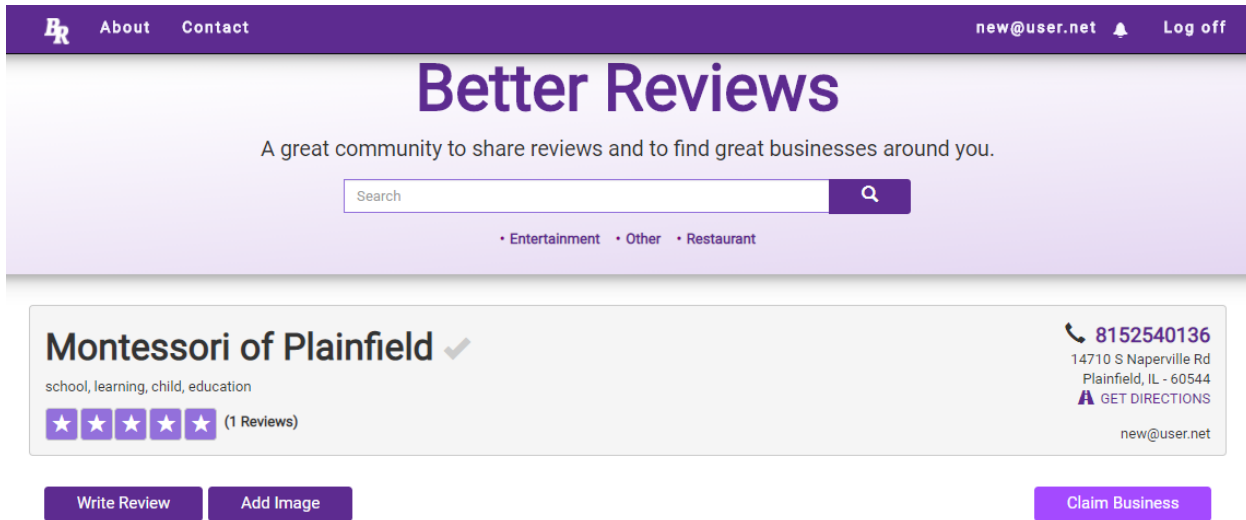 BR About Contact new@user.net Log off
Better Reviews
A great community to share reviews and to find great businesses around you.
Search
• Entertainment • Other • Restaurant
Montessori of Plainfield
school, learning, child, education
(1 Reviews)
8152540136
14710 S Naperville Rd
Plainfield, IL - 60544
GET DIRECTIONS
new@user.net
Write Review Add Image Claim Business